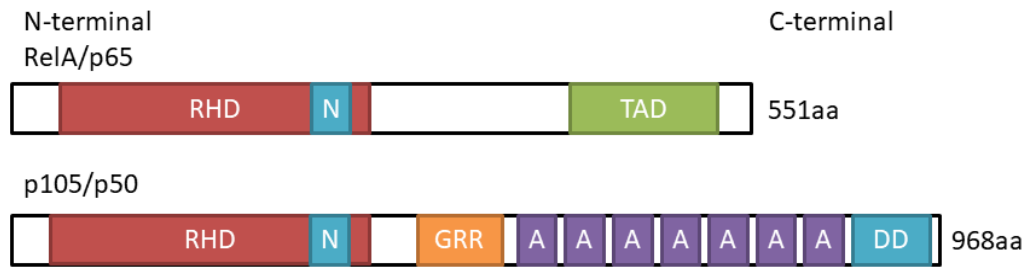 N-terminal C-terminal
RelA/p65
RHD N TAD 551aa
p105/p50
RHD N GRR A A A A A A A DD 968aa